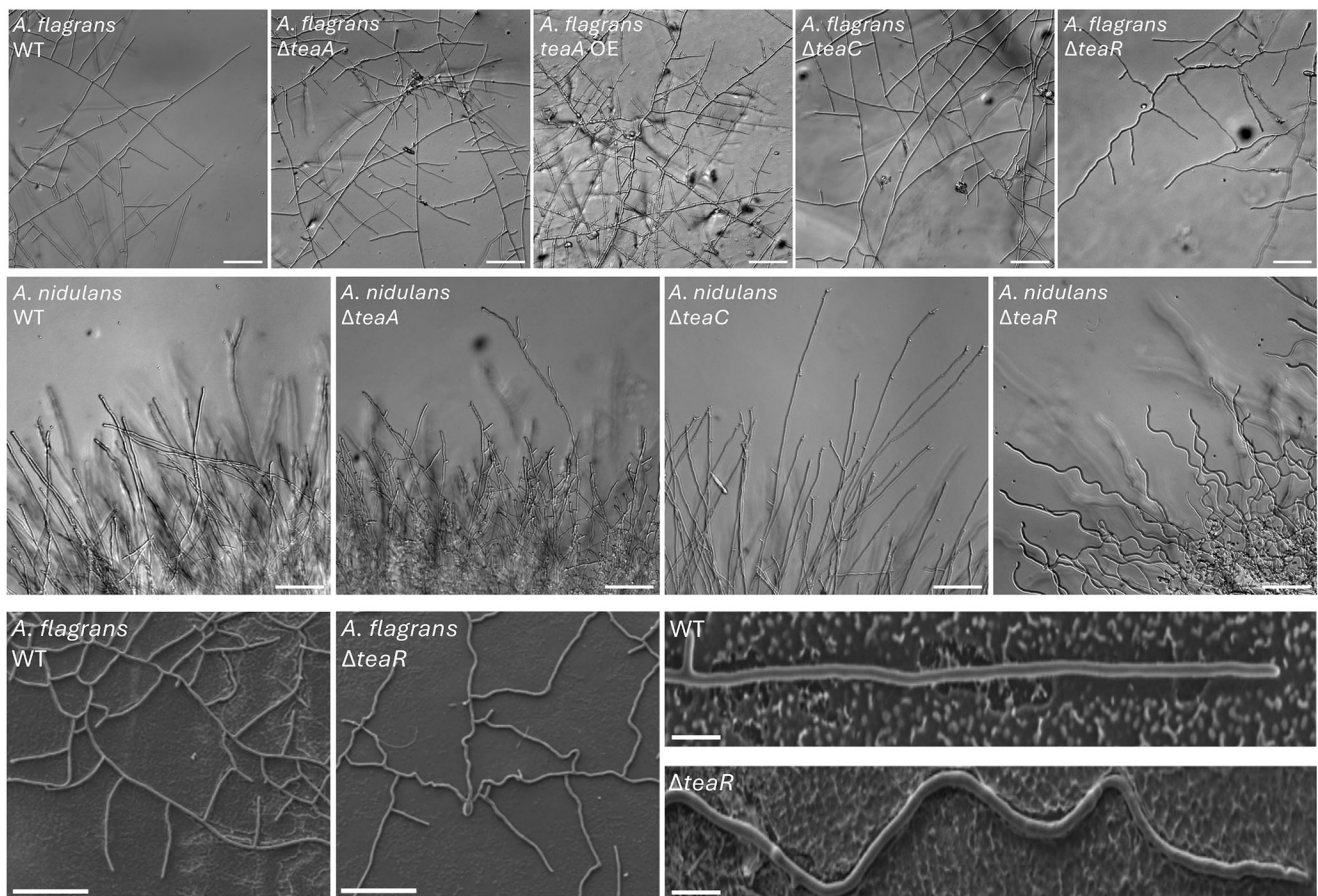 A. flagrans
WT
A. flagrans
ΔteaA
A. flagrans
teaA OE
A. flagrans
ΔteaC
A. flagrans
ΔteaR
A. nidulans
WT
A. nidulans
ΔteaA
A. nidulans
ΔteaC
A. nidulans
ΔteaR
A. flagrans
WT
A. flagrans
ΔteaR
WT
ΔteaR